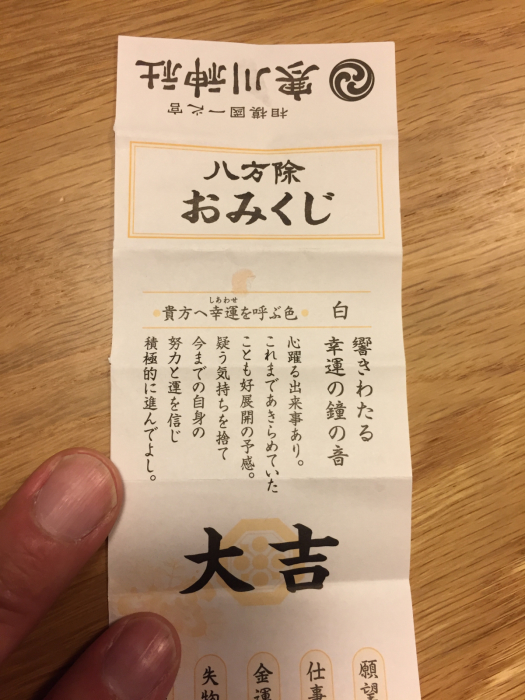 寒川神社
相模國一之宮
八方除
おみくじ
貴方へ幸運を呼ぶ色 白
しあわせ
響きわたる
幸運の鐘の音
心躍る出来事あり。
これまであきらめていた
ことも好展開の予感。
疑う気持ちを捨て
今までの自身の
努力と運を信じ
積極的に進んでよし。
大吉
願望
仕事
金運
失物